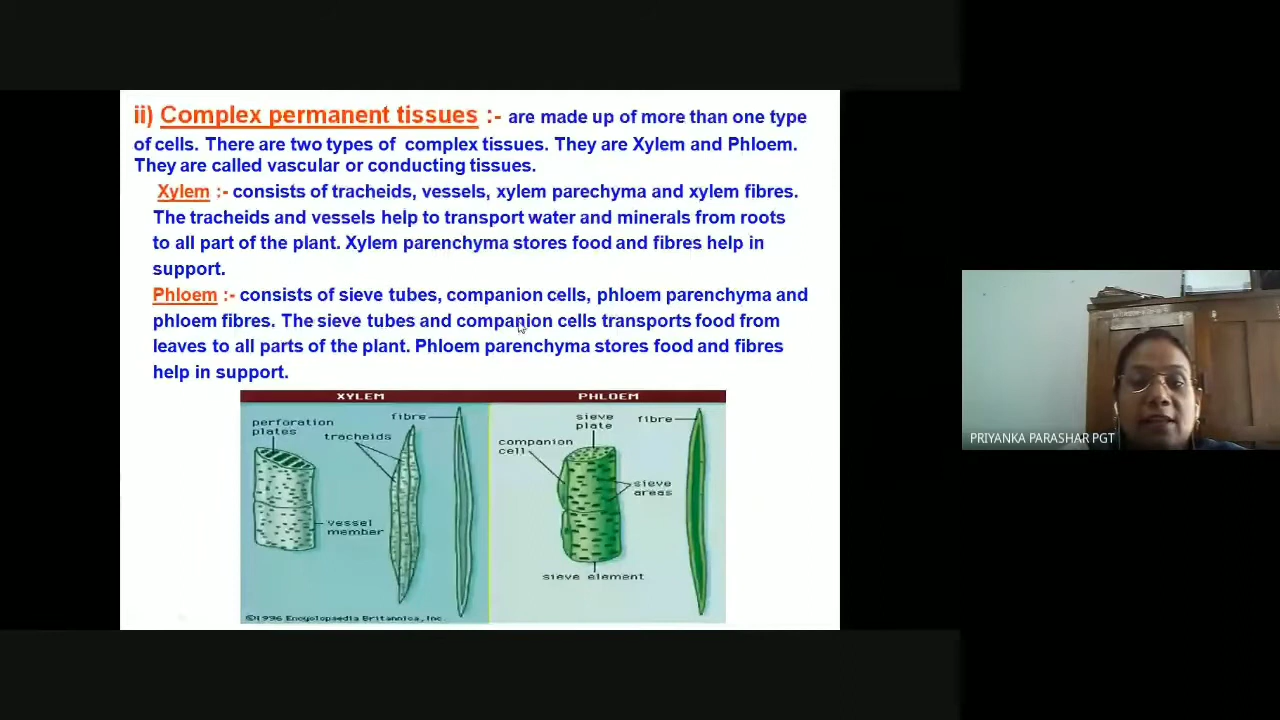 ii) Complex permanent tissues :- are made up of more than one type
of cells. There are two types of complex tissues. They are Xylem and Phloem.
They are called vascular or conducting tissues.
Xylem :- consists of tracheids, vessels, xylem parechyma and xylem fibres.
The tracheids and vessels help to transport water and minerals from roots
to all part of the plant. Xylem parenchyma stores food and fibres help in
support.
Phloem :- consists of sieve tubes, companion cells, phloem parenchyma and
phloem fibres. The sieve tubes and companion cells transports food from
leaves to all parts of the plant. Phloem parenchyma stores food and fibres
help in support.
XYLEM
perforation
plates
tracheids
fibre
vessel
member
©1996 Encyclopaedia Britannica, Inc.
PHLOEM
sieve
plate
fibre
companion
cell
sieve
areas
sieve element
PRIYANKA PARASHAR PGT